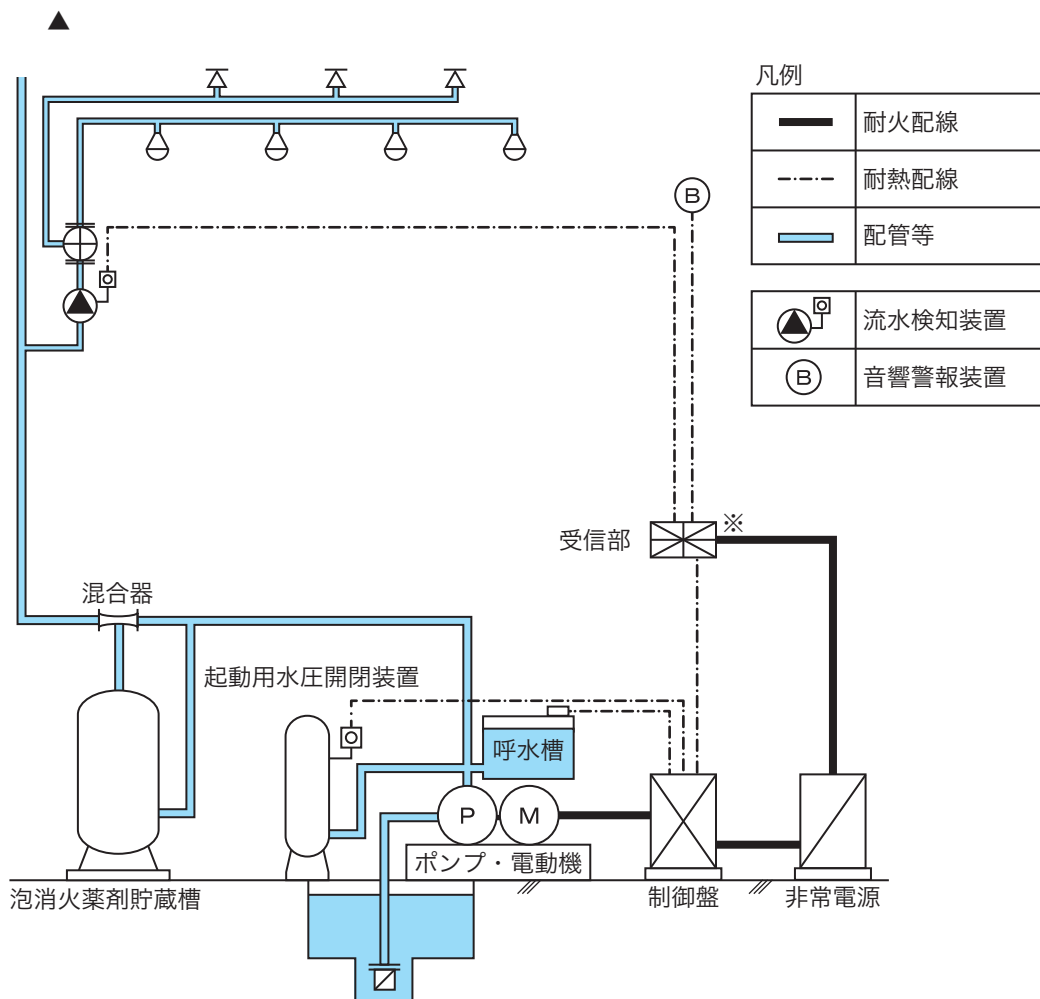 凡例
耐火配線
耐熱配線
配管等
流水検知装置
B
音響警報装置
B
※
受信部
混合器
起動用水圧開閉装置
呼水槽
P
M
ポンプ・電動機
泡消火薬剤貯蔵槽
制御盤
非常電源